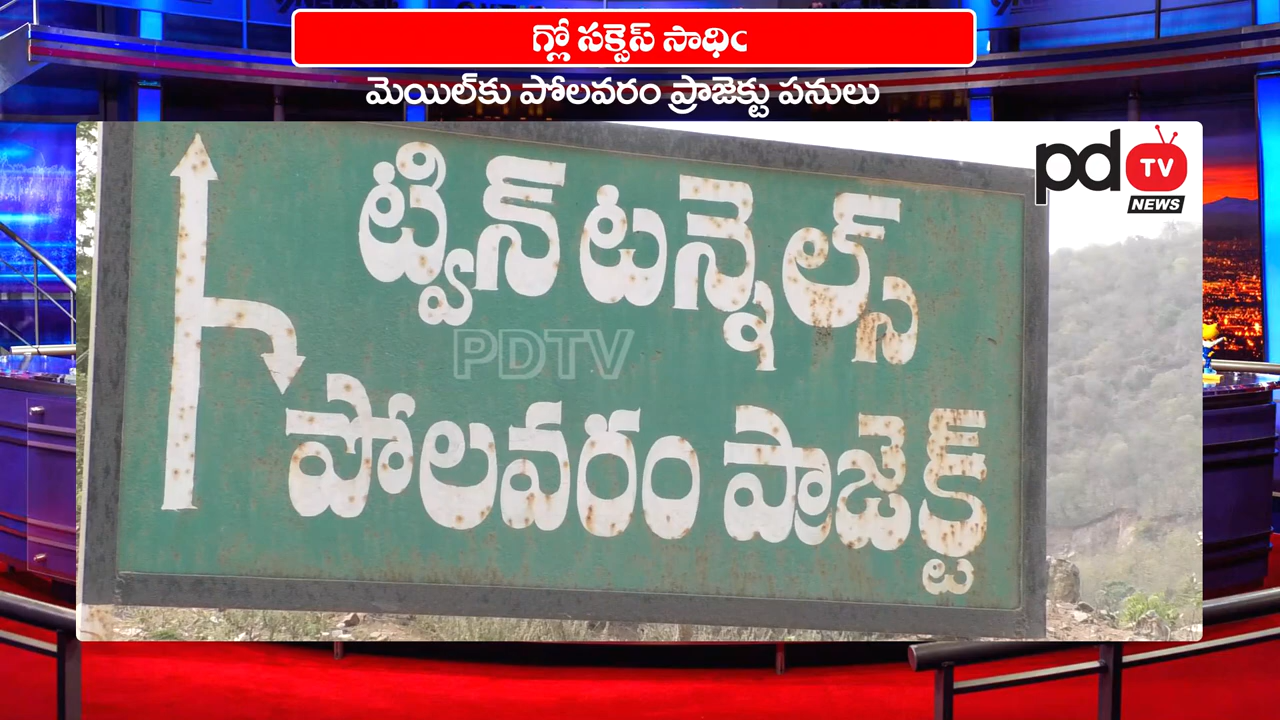 గ్లో సక్సెస్ సాధిం
మెయిల్‌కు పోలవరం ప్రాజెక్టు పనులు
pd TV
NEWS
ట్విన్ టన్నెల్స్
PDTV
పోలవరం ప్రాజెక్ట్